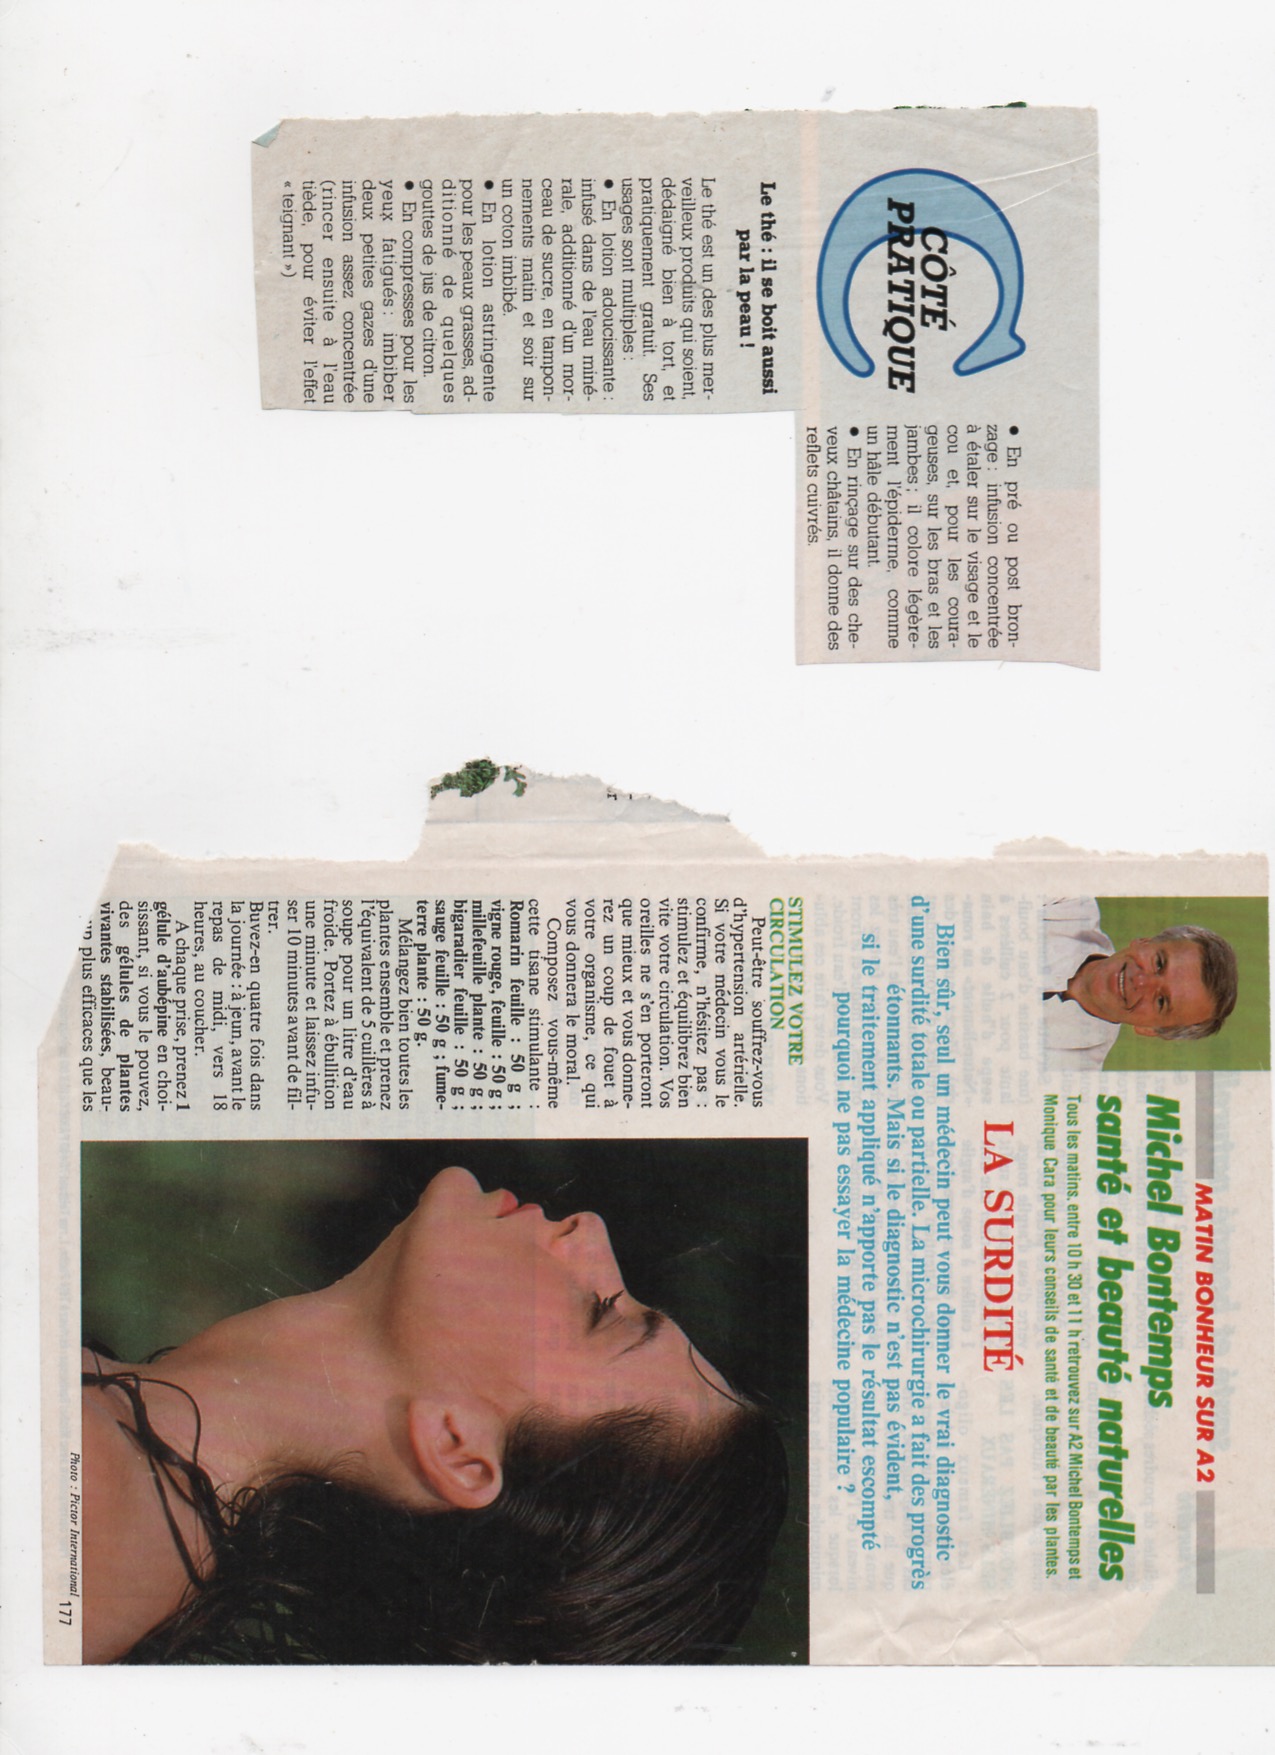 CÔTÉ
PRATIQUE
Le thé : il se boit aussi
par la peau !
Le thé est un des plus mer-
veilleux produits qui soient,
dédaigné bien à tort, et
pratiquement gratuit. Ses
usages sont multiples :
• En lotion adoucissante :
infusé dans de l'eau miné-
rale, additionné d'un mor-
ceau de sucre, en tampon-
nements matin et soir sur
un coton imbibé.
• En lotion astringente
pour les peaux grasses, ad-
ditionné de quelques
gouttes de jus de citron.
• En compresses pour les
yeux fatigués : imbiber
deux petites gazes d'une
infusion assez concentrée
(rincer ensuite à l'eau
tiède, pour éviter l'effet
« teignant »)
• En pré ou post bron-
zage : infusion concentrée
à étaler sur le visage et le
cou et, pour les coura-
geuses, sur les bras et les
jambes ; il colore légère-
ment l'épiderme, comme
un hâle débutant.
• En rinçage sur des che-
veux châtains, il donne des
reflets cuivrés.
MATIN BONHEUR SUR A2
Michel Bontemps
santé et beauté naturelles
Tous les matins, entre 10 h 30 et 11 h retrouvez sur A2 Michel Bontemps et
Monique Cara pour leurs conseils de santé et de beauté par les plantes.
LA SURDITÉ
Bien sûr, seul un médecin peut vous donner le vrai diagnostic
d'une surdité totale ou partielle. La microchirurgie a fait des progrès
étonnants. Mais si le diagnostic n'est pas évident,
si le traitement appliqué n'apporte pas le résultat escompté
pourquoi ne pas essayer la médecine populaire ?
STIMULEZ VOTRE
CIRCULATION
Peut-être souffrez-vous
d'hypertension artérielle.
Si votre médecin vous le
confirme, n'hésitez pas :
stimulez et équilibrez bien
vite votre circulation. Vos
oreilles ne s'en porteront
que mieux et vous donne-
rez un coup de fouet à
votre organisme, ce qui
vous donnera le moral.
Composez vous-même
cette tisane stimulante :
Romarin feuille : 50 g ;
vigne rouge, feuille : 50 g ;
millefeuille plante : 50 g ;
bigaradier feuille : 50 g ;
sauge feuille : 50 g ; fume-
terre plante : 50 g.
Mélangez bien toutes les
plantes ensemble et prenez
l'équivalent de 5 cuillères à
soupe pour un litre d'eau
froide. Portez à ébullition
une minute et laissez infu-
ser 10 minutes avant de fil-
trer.
Buvez-en quatre fois dans
la journée : à jeun, avant le
repas de midi, vers 18
heures, au coucher.
A chaque prise, prenez 1
gélule d'aubépine en choi-
sissant, si vous le pouvez,
des gélules de plantes
vivantes stabilisées, beau-
plus efficaces que les
Photo : Pictor International
177